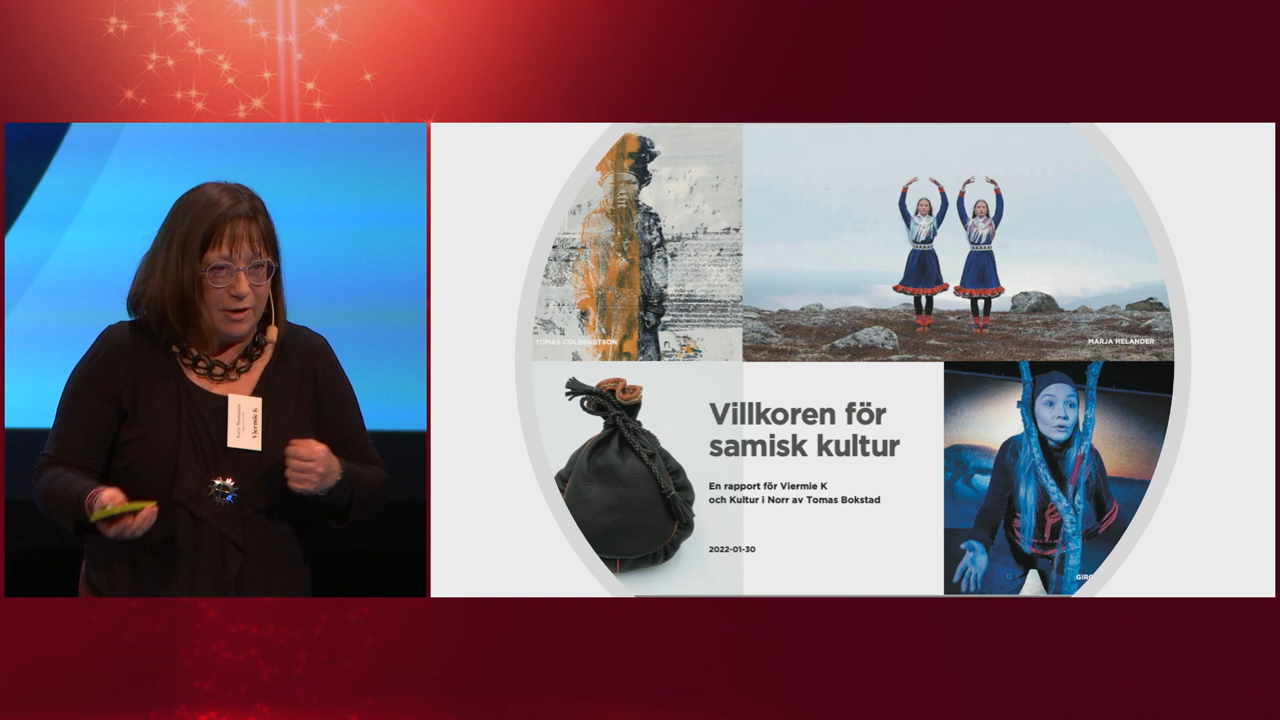 TOMAS COLBENGTSON
MARJA HELANDER
Villkoren för
samisk kultur
En rapport för Viermie K
och Kultur i Norr av Tomas Bokstad
2022-01-30
Viermie K